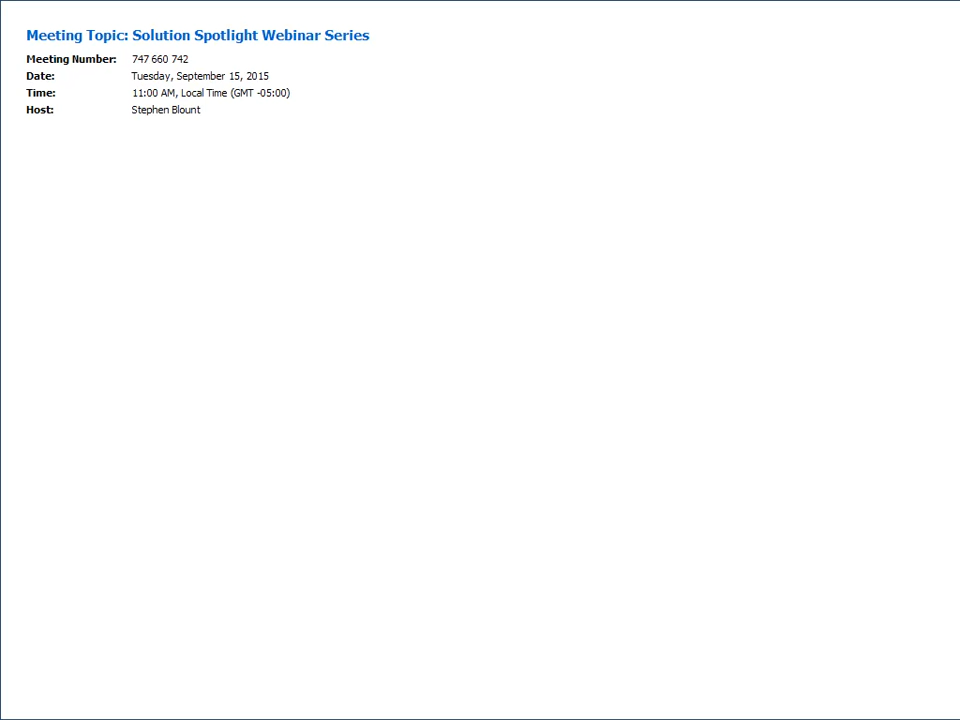 Meeting Topic: Solution Spotlight Webinar Series
Meeting Number: 747 660 742
Date: Tuesday, September 15, 2015
Time: 11:00 AM, Local Time (GMT -05:00)
Host: Stephen Blount